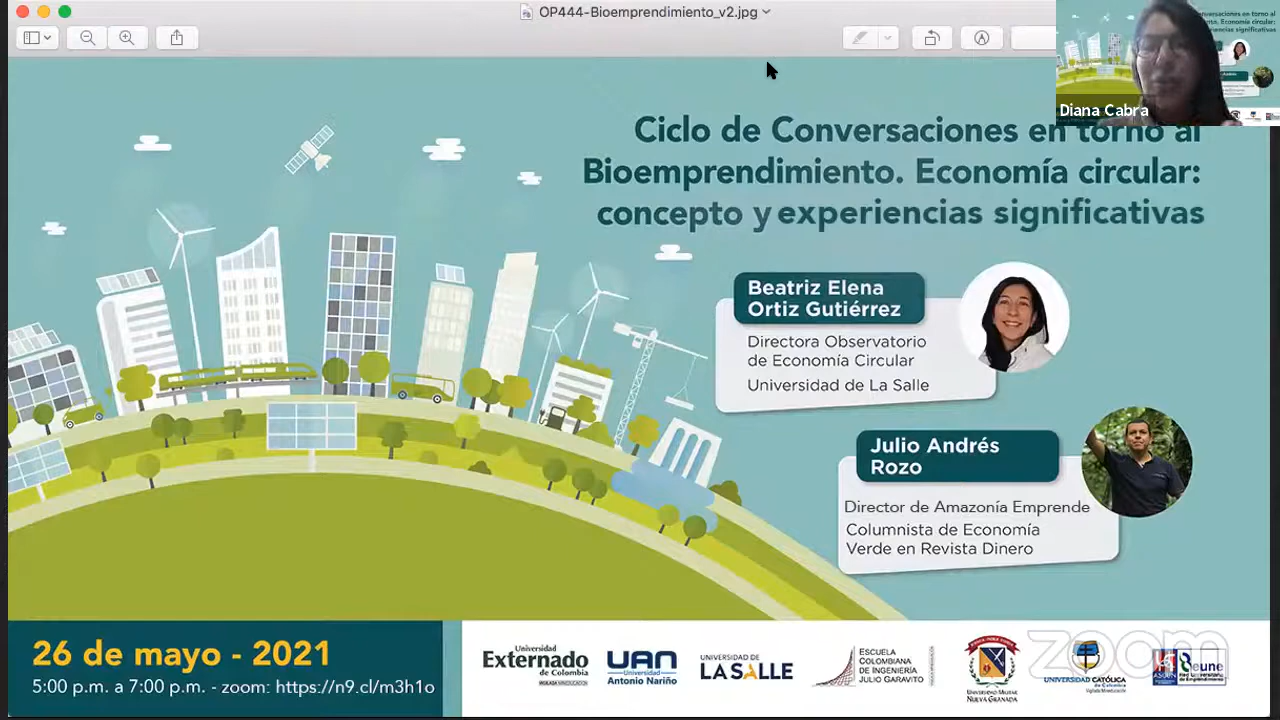 OP444-Bioemprendimiento_v2.jpg
Diana Cabra
Ciclo de Conversaciones en torno al
Bioemprendimiento. Economía circular:
concepto y experiencias significativas
Beatriz Elena
Ortiz Gutiérrez
Directora Observatorio
de Economía Circular
Universidad de La Salle
Julio Andrés
Rozo
Director de Amazonía Emprende
Columnista de Economía
Verde en Revista Dinero
26 de mayo - 2021
5:00 p.m. a 7:00 p.m. - zoom: https://n9.cl/m3h1o
Universidad
Externado
de Colombia
UAN
Universidad
Antonio Nariño
UNIVERSIDAD DE
LA SALLE
ESCUELA
COLOMBIANA
DE INGENIERÍA
JULIO GARAVITO
UNIVERSIDAD MILITAR
NUEVA GRANADA
UNIVERSIDAD CATÓLICA
de Colombia
zoom